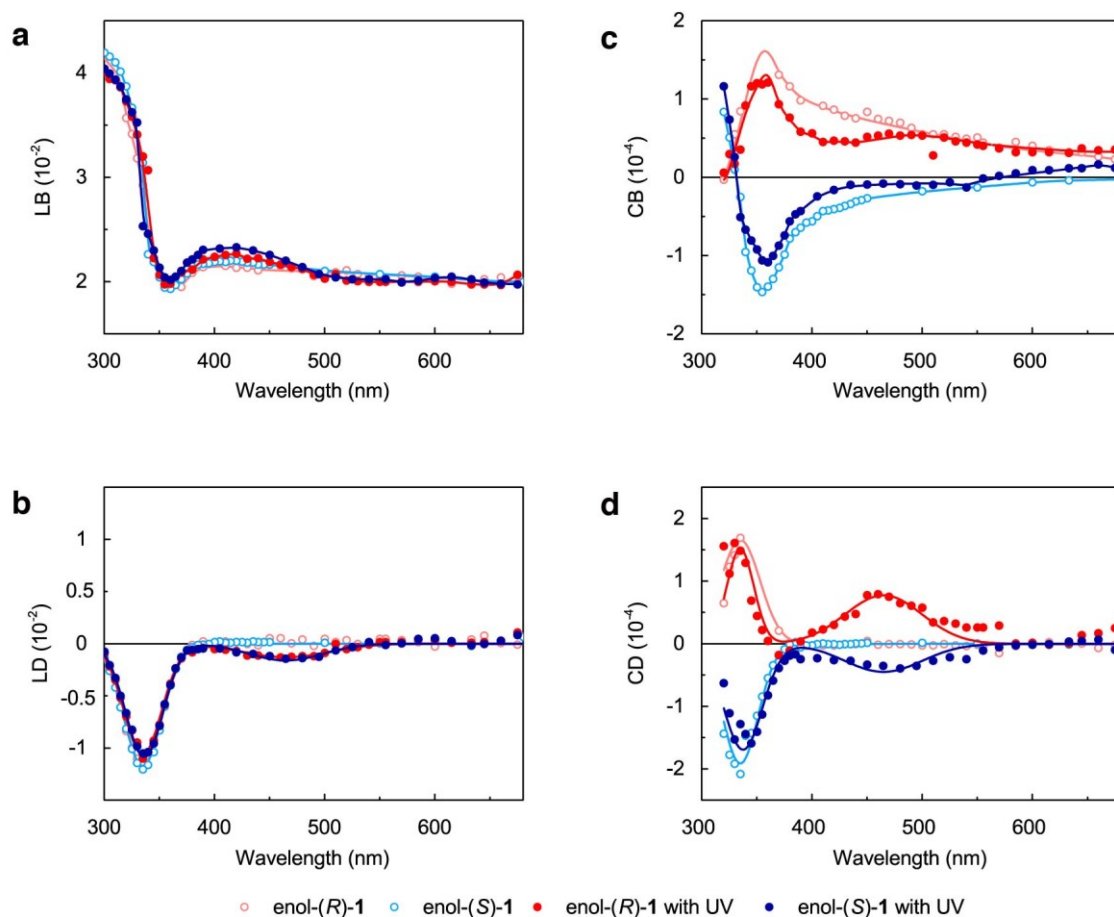 a
LB (10-2)
4
3
2
300
400
500
600
Wavelength (nm)
c
CB (10-4)
2
1
0
-1
-2
300
400
500
600
Wavelength (nm)
b
LD (10-2)
1
0.5
0
-0.5
-1
300
400
500
600
Wavelength (nm)
d
CD (10-4)
2
1
0
-1
-2
300
400
500
600
Wavelength (nm)
enol-(R)-1 enol-(S)-1 enol-(R)-1 with UV enol-(S)-1 with UV